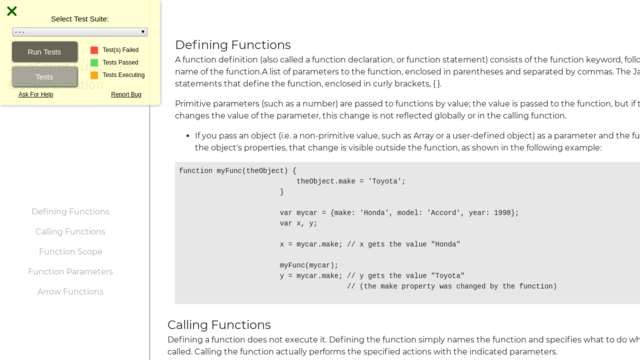 Select Test Suite:
- - -
Run Tests
Tests
Test(s) Failed
Tests Passed
Tests Executing
Ask For Help
Report Bug
Defining Functions
Calling Functions
Function Scope
Function Parameters
Arrow Functions
Defining Functions
A function definition (also called a function declaration, or function statement) consists of the function keyword,
name of the function.A list of parameters to the function, enclosed in parentheses and separated by commas. The
statements that define the function, enclosed in curly brackets, { }.
Primitive parameters (such as a number) are passed to functions by value; the value is passed to the function, but if
changes the value of the parameter, this change is not reflected globally or in the calling function.
If you pass an object (i.e. a non-primitive value, such as Array or a user-defined object) as a parameter and the
the object's properties, that change is visible outside the function, as shown in the following example:
function myFunc(theObject) {
theObject.make = 'Toyota';
}
var mycar = {make: 'Honda', model: 'Accord', year: 1998};
var x, y;
x = mycar.make; // x gets the value "Honda"
myFunc(mycar);
y = mycar.make; // y gets the value "Toyota"
// (the make property was changed by the function)
Calling Functions
Defining a function does not execute it. Defining the function simply names the function and specifies what to do
called. Calling the function actually performs the specified actions with the indicated parameters.